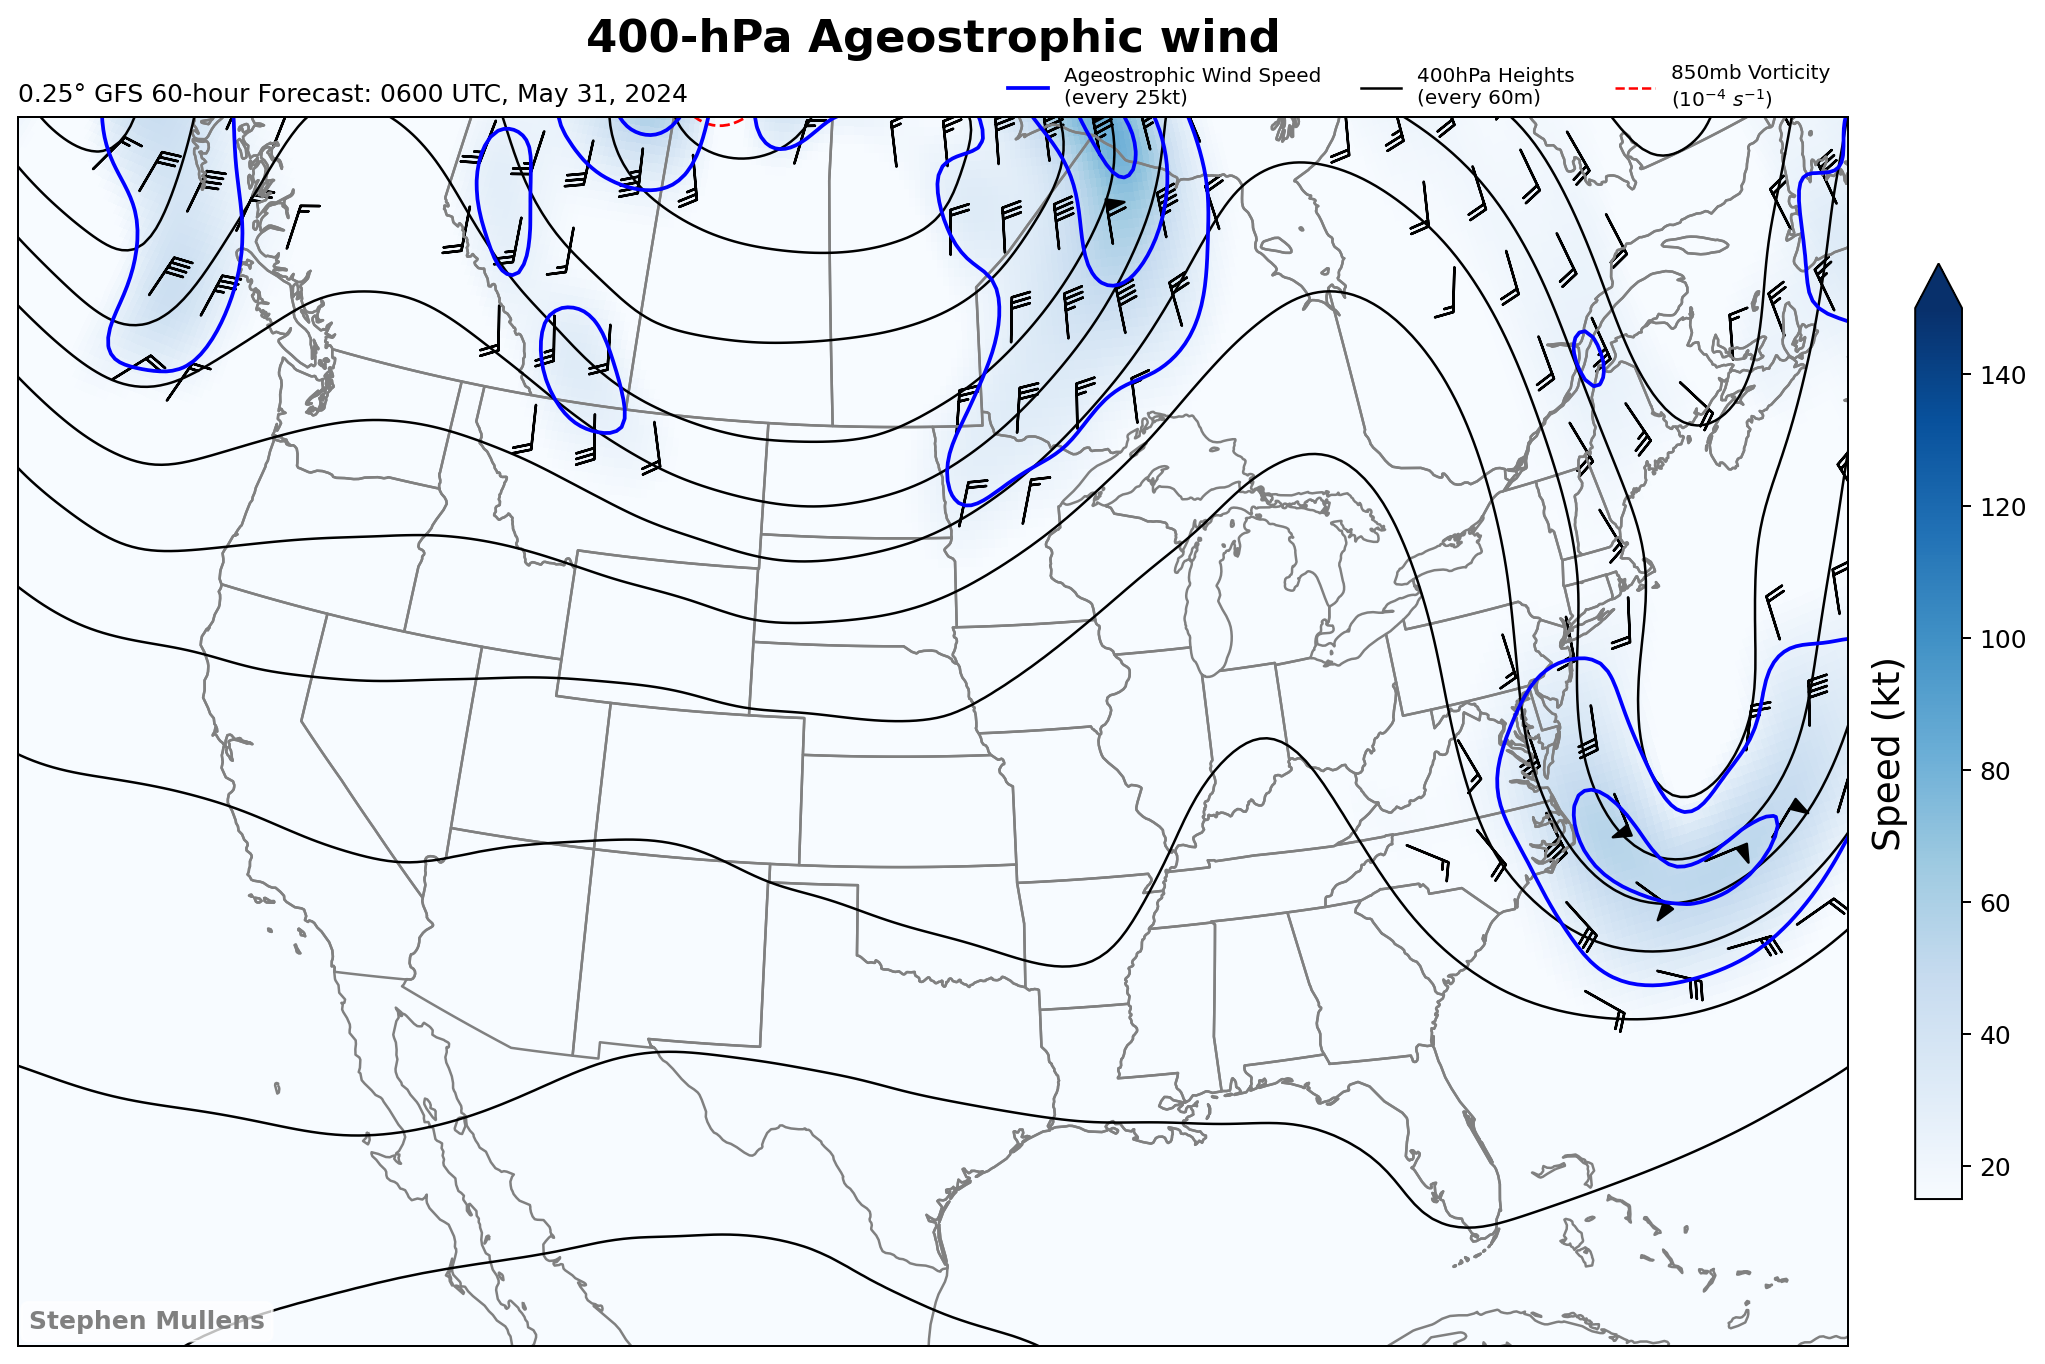 400-hPa Ageostrophic wind
0.25° GFS 60-hour Forecast: 0600 UTC, May 31, 2024
Ageostrophic Wind Speed
(every 25kt)
400hPa Heights
(every 60m)
850mb Vorticity
(10⁻⁴ s⁻¹)
140
120
100
80
60
40
20
Speed (kt)
Stephen Mullens